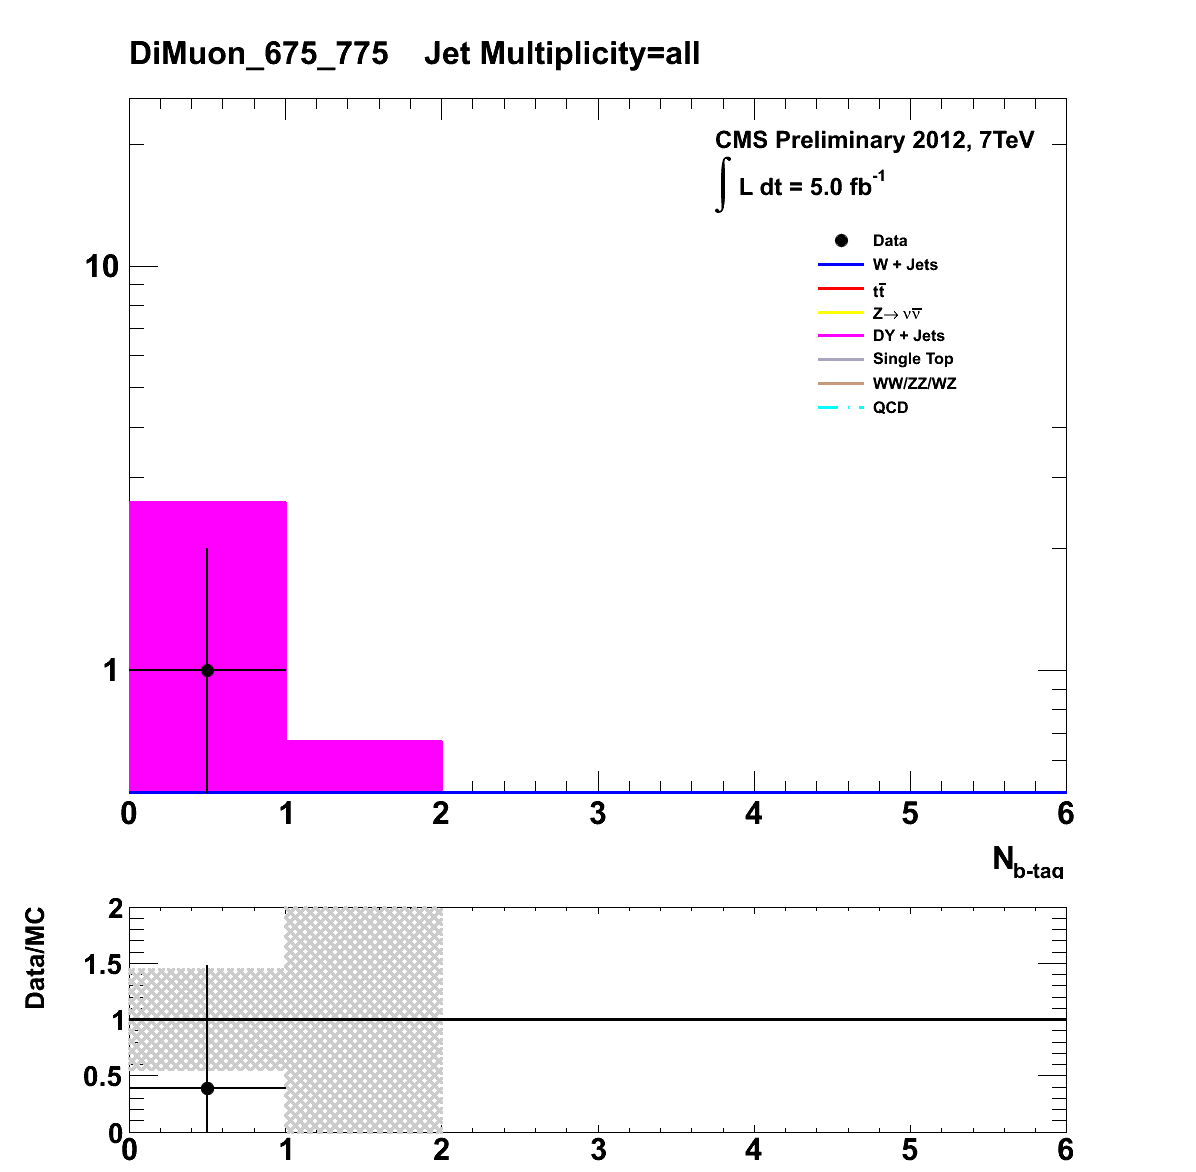 DiMuon_675_775 Jet Multiplicity=all
CMS Preliminary 2012, 7TeV
∫ L dt = 5.0 fb⁻¹
Data
W + Jets
tt̅
Z→ νν̅
DY + Jets
Single Top
WW/ZZ/WZ
QCD
10
1
0 1 2 3 4 5 6
N_b-tag
Data/MC
2
1.5
1
0.5
0
0 1 2 3 4 5 6